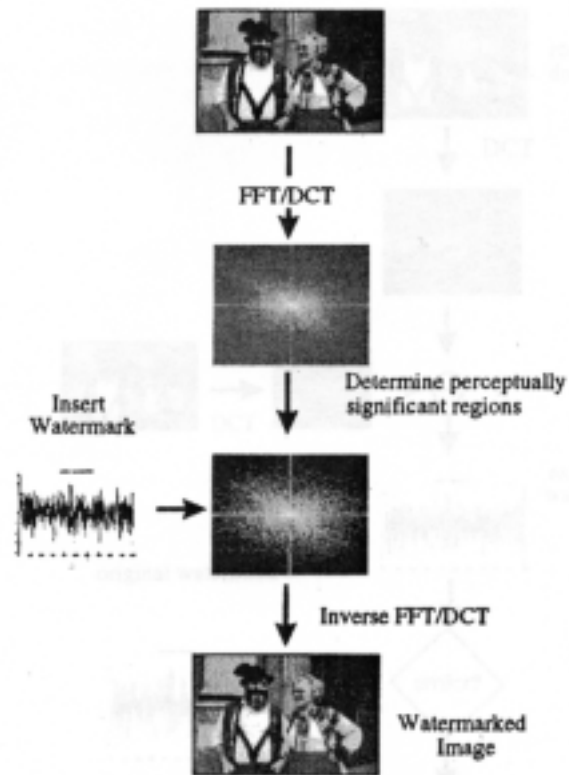 FFT/DCT
Determine perceptually
significant regions
Insert
Watermark
Inverse FFT/DCT
Watermarked
Image